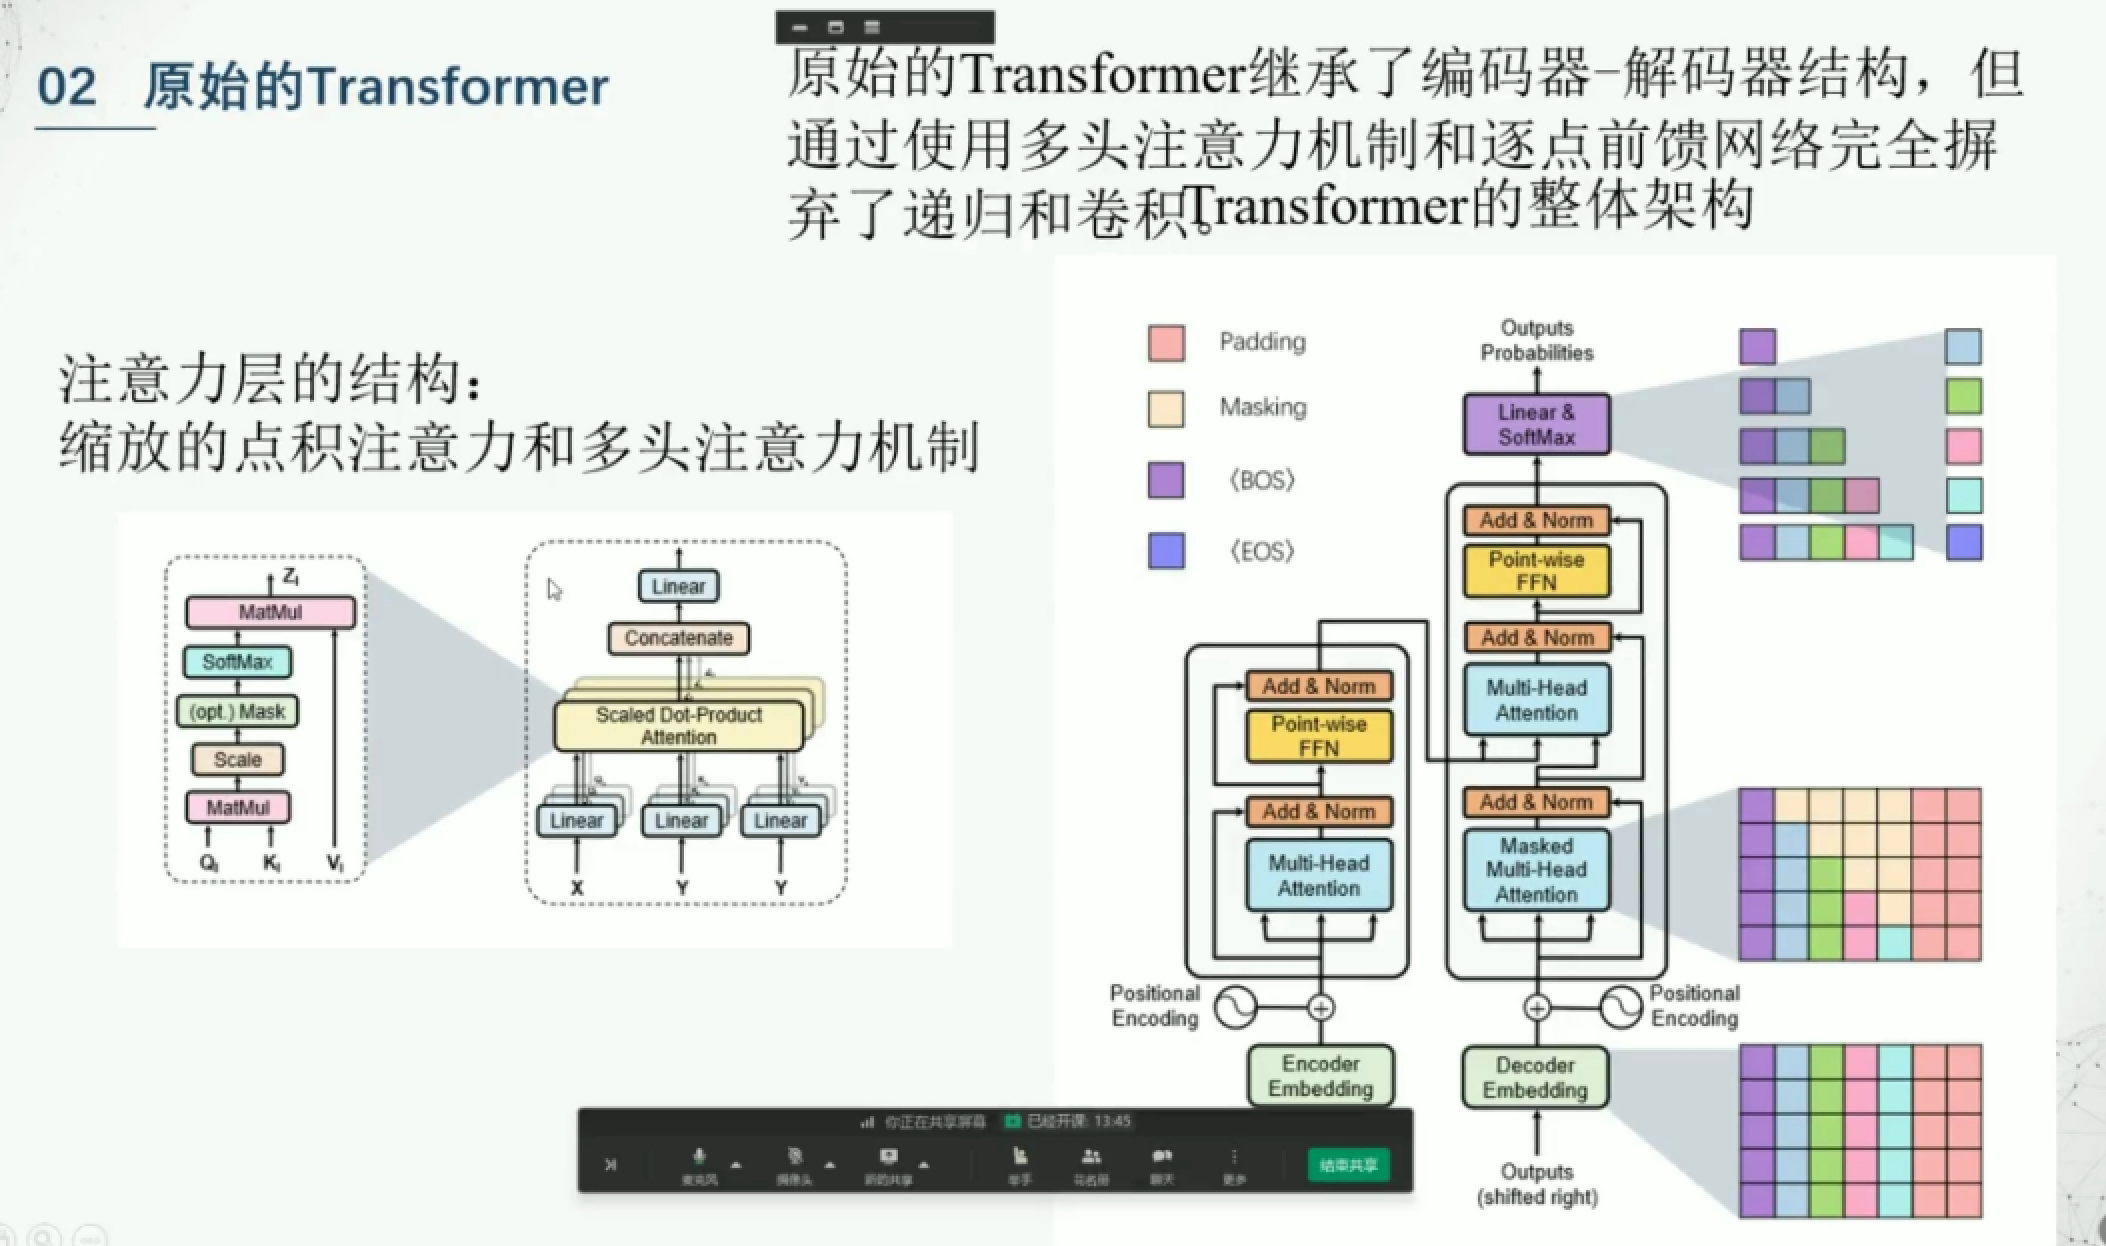 02 原始的Transformer
原始的Transformer继承了编码器-解码器结构，但
通过使用多头注意力机制和逐点前馈网络完全摒
弃了递归和卷积。
Transformer的整体架构
注意力层的结构：
缩放的点积注意力和多头注意力机制
Zᵢ
MatMul
SoftMax
(opt.) Mask
Scale
MatMul
Qᵢ Kᵢ Vᵢ
Linear
Concatenate
Scaled Dot-Product
Attention
Linear Linear Linear
X Y Y
Padding
Masking
〈BOS〉
〈EOS〉
Outputs
Probabilities
Linear &
SoftMax
Add & Norm
Point-wise
FFN
Add & Norm
Multi-Head
Attention
Add & Norm
Masked
Multi-Head
Attention
Add & Norm
Point-wise
FFN
Add & Norm
Multi-Head
Attention
Positional
Encoding
Positional
Encoding
Encoder
Embedding
Decoder
Embedding
Outputs
(shifted right)
你正在共享屏幕 已经开课: 13:45
麦克风 摄像头 新的共享 举手 花名册 聊天 更多 结束共享